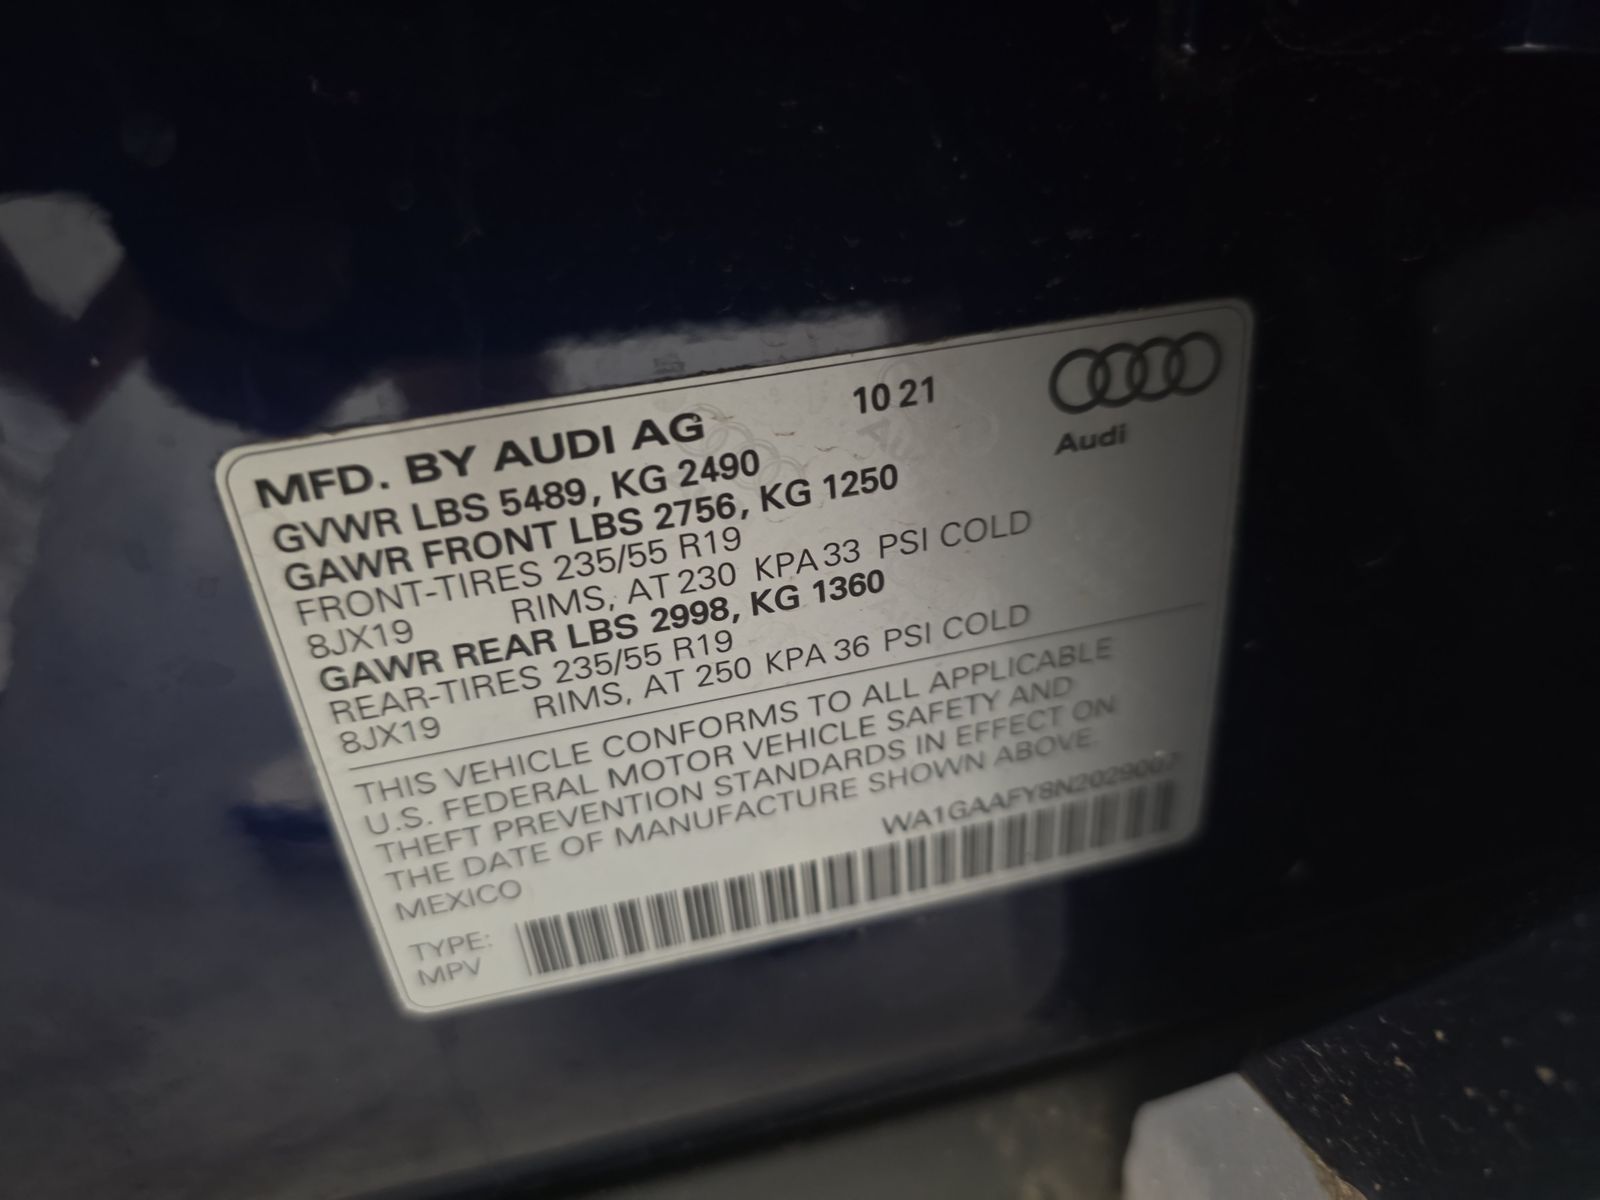 MFD. BY AUDI AG 10 21
Audi
GVWR LBS 5489, KG 2490
GAWR FRONT LBS 2756, KG 1250
FRONT-TIRES 235/55 R19
8JX19 RIMS, AT 230 KPA 33 PSI COLD
GAWR REAR LBS 2998, KG 1360
REAR-TIRES 235/55 R19
8JX19 RIMS, AT 250 KPA 36 PSI COLD
THIS VEHICLE CONFORMS TO ALL APPLICABLE
U.S. FEDERAL MOTOR VEHICLE SAFETY AND
THEFT PREVENTION STANDARDS IN EFFECT ON
THE DATE OF MANUFACTURE SHOWN ABOVE.
MEXICO
TYPE:
MPV